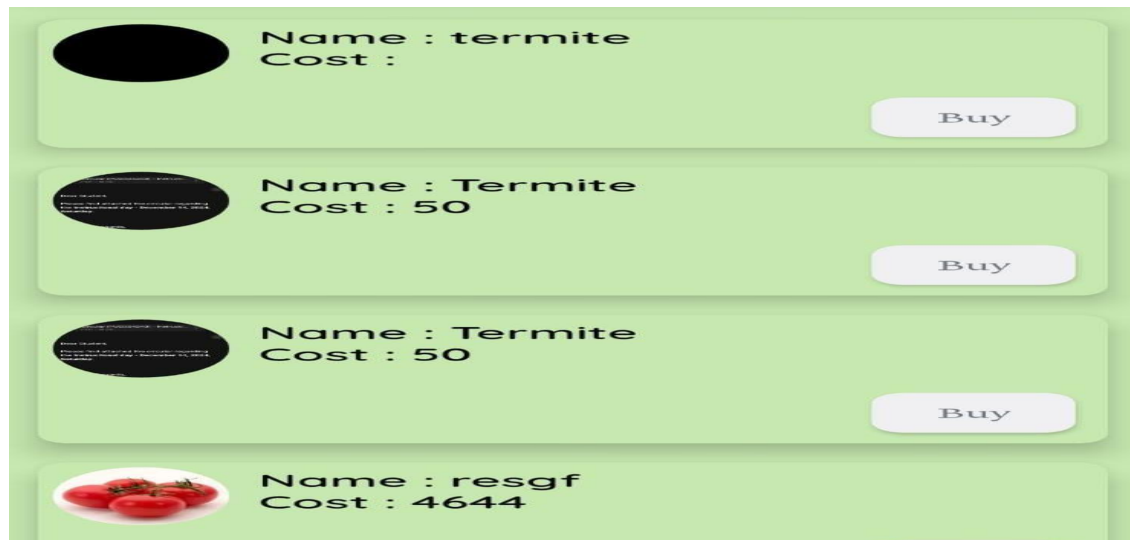 Name : termite
Cost :
Buy
Name : Termite
Cost : 50
Buy
Name : Termite
Cost : 50
Buy
Name : resgf
Cost : 4644